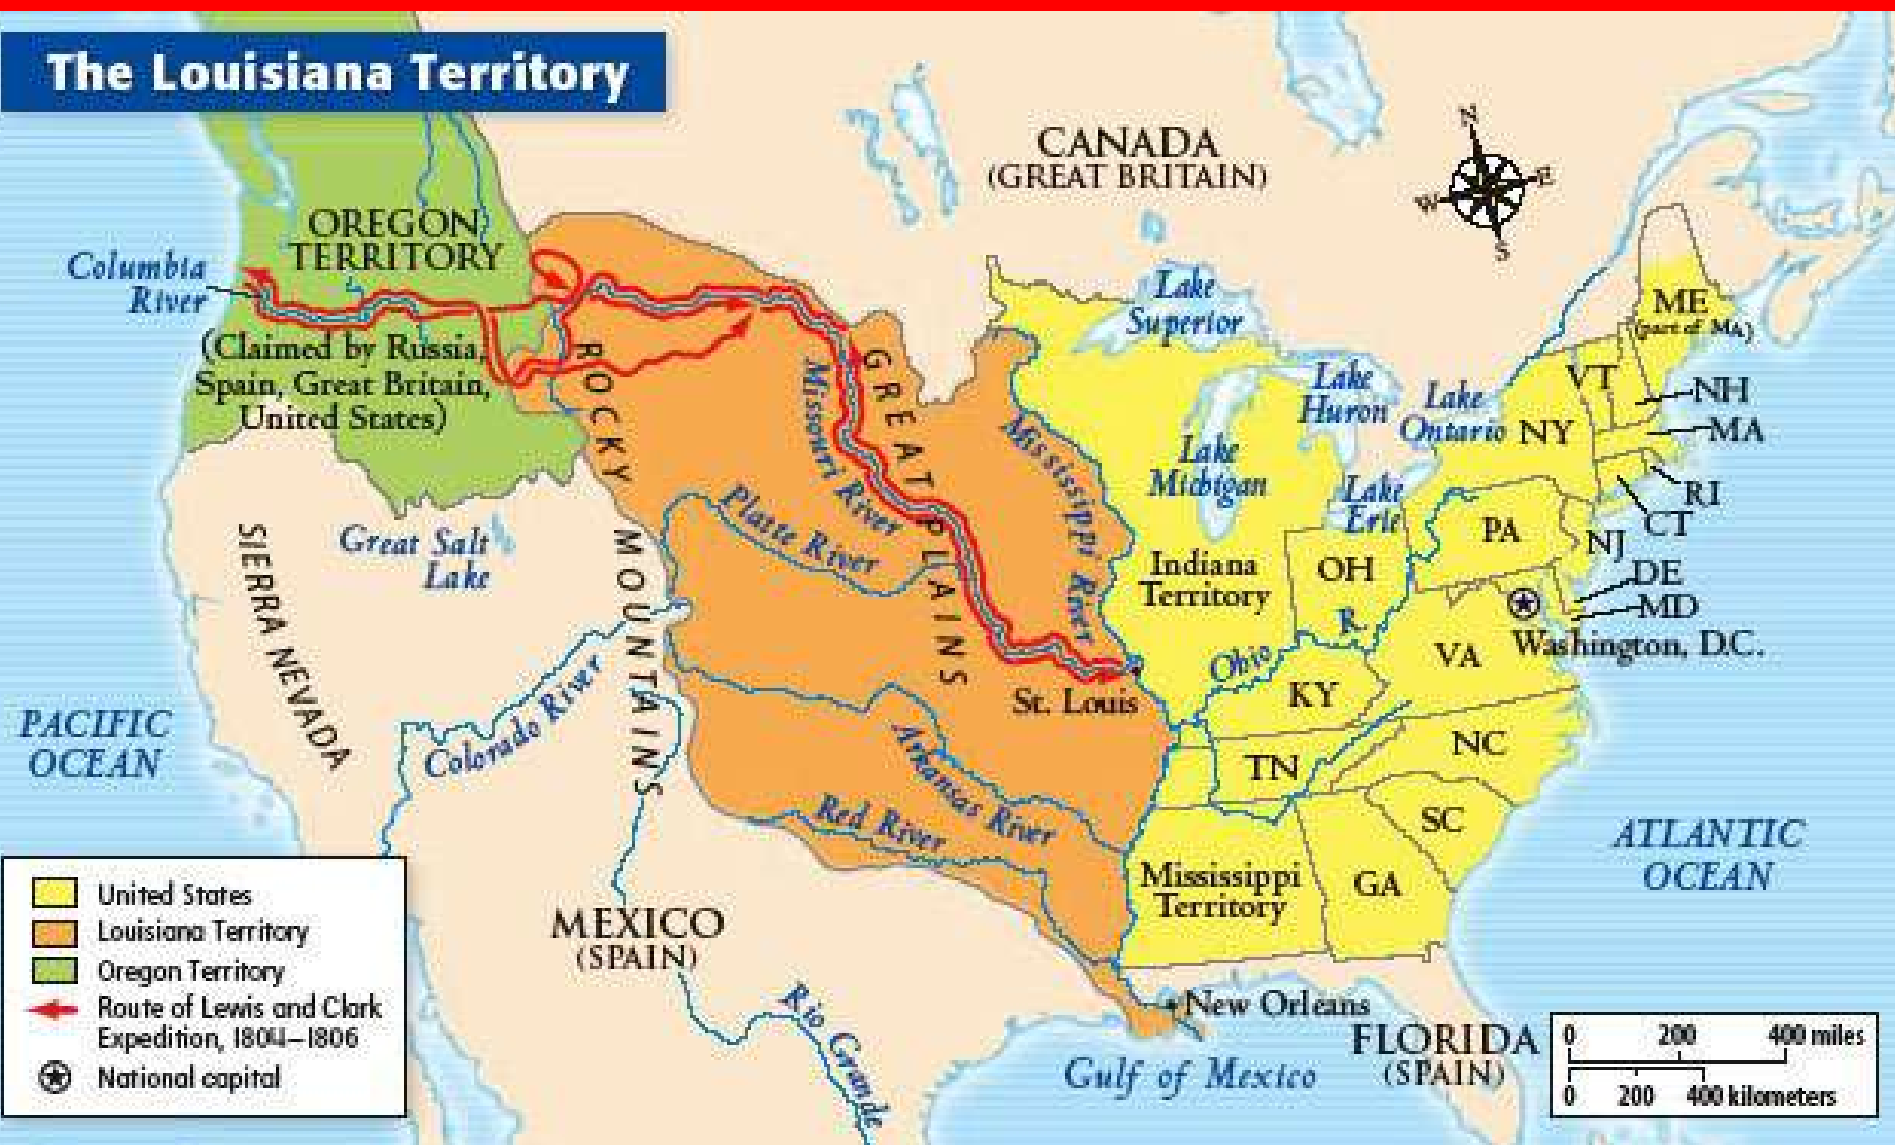 The Louisiana Territory
CANADA
(GREAT BRITAIN)
N
E
W
S
OREGON
TERRITORY
Columbia
River
(Claimed by Russia,
Spain, Great Britain,
United States)
Lake
Superior
ME
(part of MA)
VT
NH
MA
NY
RI
CT
Lake
Huron
Lake
Ontario
Lake
Michigan
Lake
Erie
ROCKY MOUNTAINS
GREAT PLAINS
Missouri River
Mississippi River
Platte River
PA
NJ
DE
MD
Washington, D.C.
OH
Indiana
Territory
Great Salt
Lake
SIERRA NEVADA
Ohio R.
VA
KY
St. Louis
Colorado River
PACIFIC
OCEAN
NC
TN
Arkansas River
Red River
SC
ATLANTIC
OCEAN
Mississippi
Territory
GA
MEXICO
(SPAIN)
Rio Grande
New Orleans
FLORIDA
(SPAIN)
Gulf of Mexico
United States
Louisiana Territory
Oregon Territory
Route of Lewis and Clark
Expedition, 1804–1806
National capital
0 200 400 miles
0 200 400 kilometers